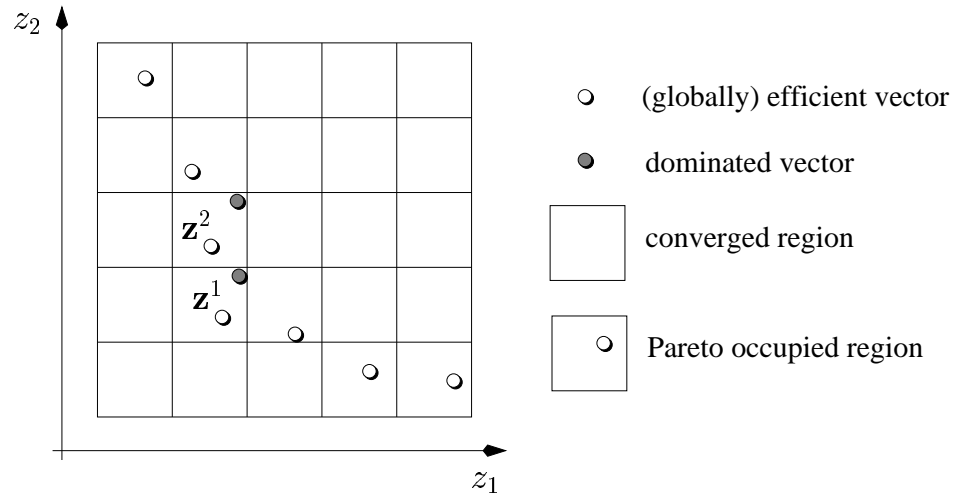 z₂
z²
z¹
z₁
(globally) efficient vector
dominated vector
converged region
Pareto occupied region